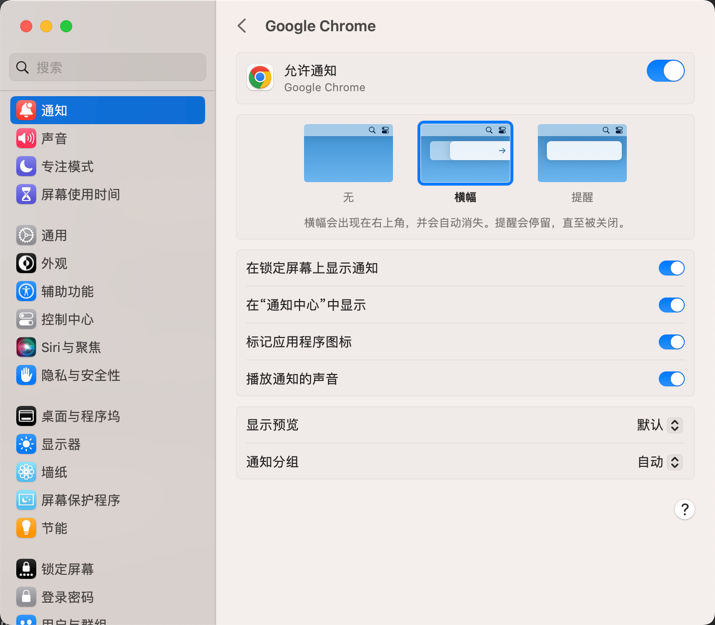 Google Chrome
搜索
通知
声音
专注模式
屏幕使用时间
通用
外观
辅助功能
控制中心
Siri与聚焦
隐私与安全性
桌面与程序坞
显示器
墙纸
屏幕保护程序
节能
锁定屏幕
登录密码
用户与群组
允许通知
Google Chrome
无
横幅
提醒
横幅会出现在右上角，并会自动消失。提醒会停留，直至被关闭。
在锁定屏幕上显示通知
在“通知中心”中显示
标记应用程序图标
播放通知的声音
显示预览 默认
通知分组 自动
?